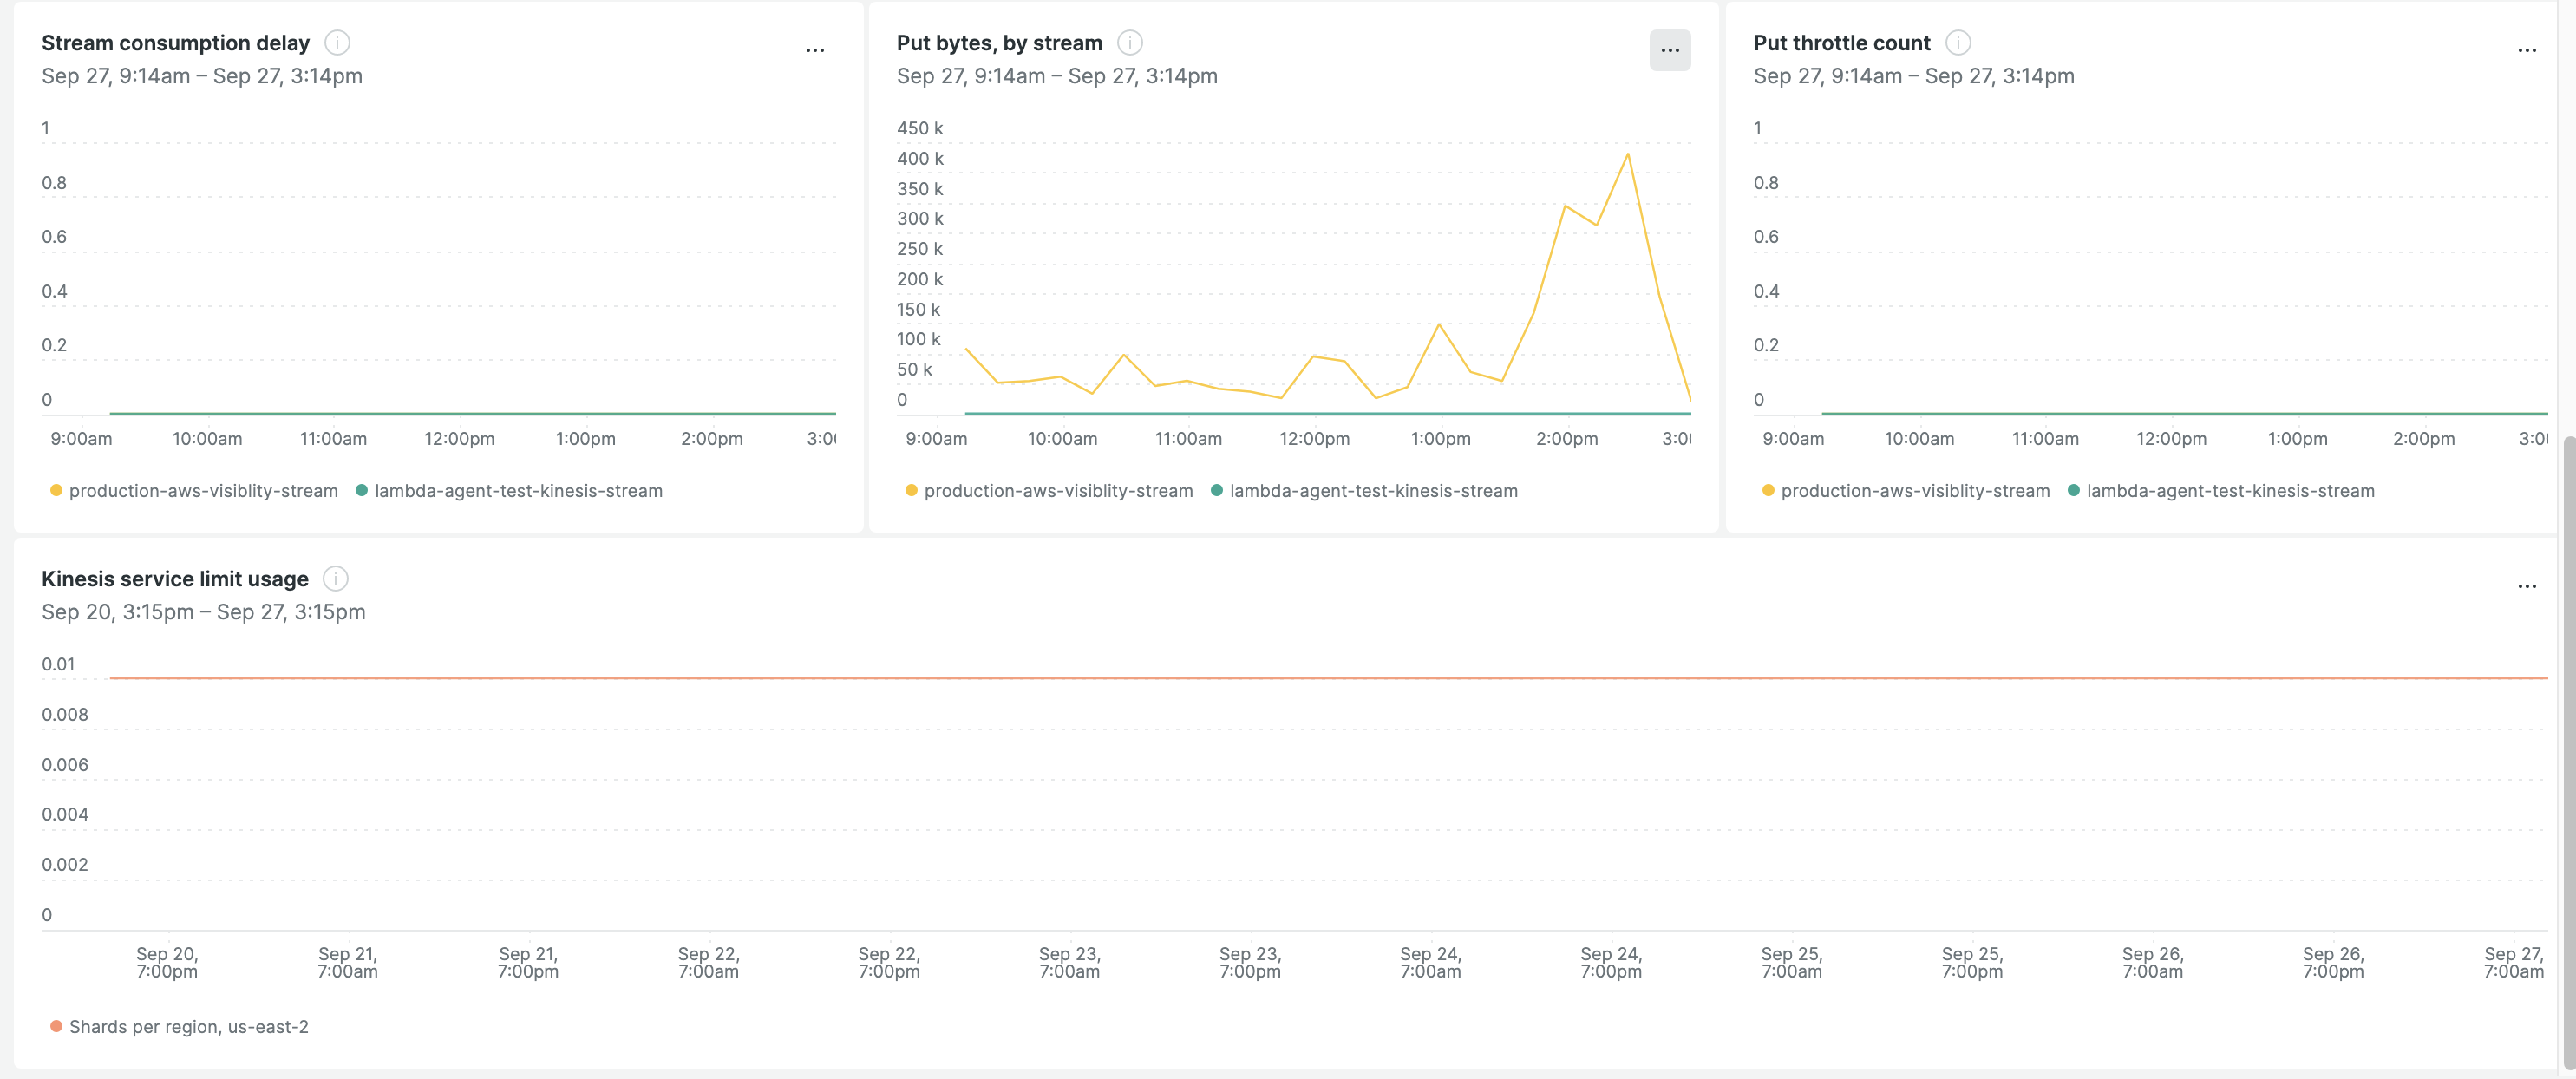 Stream consumption delay
Sep 27, 9:14am – Sep 27, 3:14pm
1
0.8
0.6
0.4
0.2
0
9:00am 10:00am 11:00am 12:00pm 1:00pm 2:00pm
production-aws-visiblity-stream lambda-agent-test-kinesis-stream
Put bytes, by stream
Sep 27, 9:14am – Sep 27, 3:14pm
450 k
400 k
350 k
300 k
250 k
200 k
150 k
100 k
50 k
0
9:00am 10:00am 11:00am 12:00pm 1:00pm 2:00pm
production-aws-visiblity-stream lambda-agent-test-kinesis-stream
Put throttle count
Sep 27, 9:14am – Sep 27, 3:14pm
1
0.8
0.6
0.4
0.2
0
9:00am 10:00am 11:00am 12:00pm 1:00pm 2:00pm
production-aws-visiblity-stream lambda-agent-test-kinesis-stream
Kinesis service limit usage
Sep 20, 3:15pm – Sep 27, 3:15pm
0.01
0.008
0.006
0.004
0.002
0
Sep 20, Sep 21, Sep 21, Sep 22, Sep 22, Sep 23, Sep 23, Sep 24, Sep 24, Sep 25, Sep 25, Sep 26, Sep 26, Sep 27,
7:00pm 7:00am 7:00pm 7:00am 7:00pm 7:00am 7:00pm 7:00am 7:00pm 7:00am 7:00pm 7:00am 7:00pm 7:00am
Shards per region, us-east-2